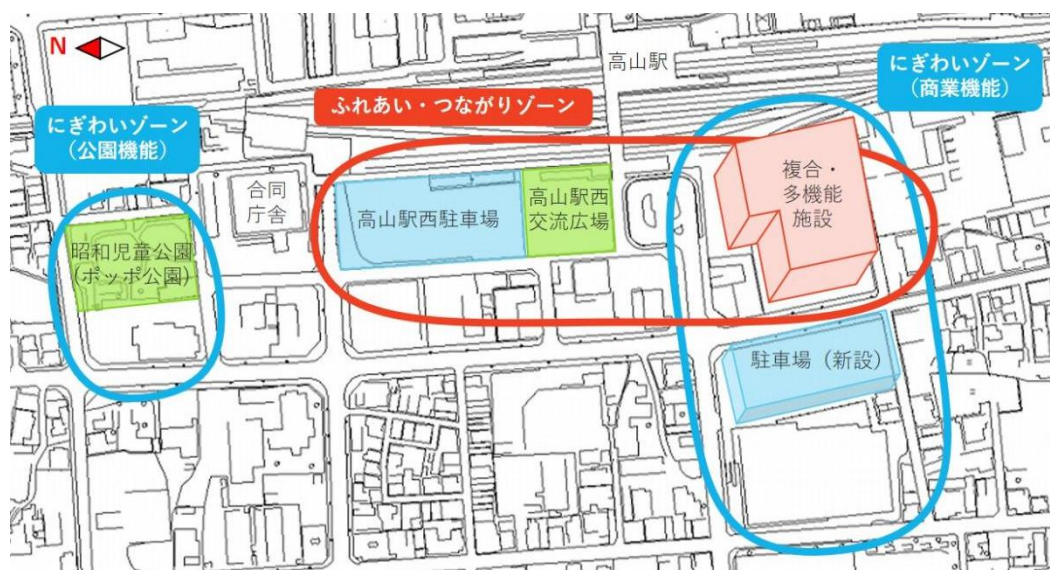 N
高山駅
にぎわいゾーン
（商業機能）
ふれあい・つながりゾーン
にぎわいゾーン
（公園機能）
合同
庁舎
高山駅西駐車場
高山駅西
交流広場
複合・
多機能
施設
昭和児童公園
(ポッポ公園)
駐車場（新設）